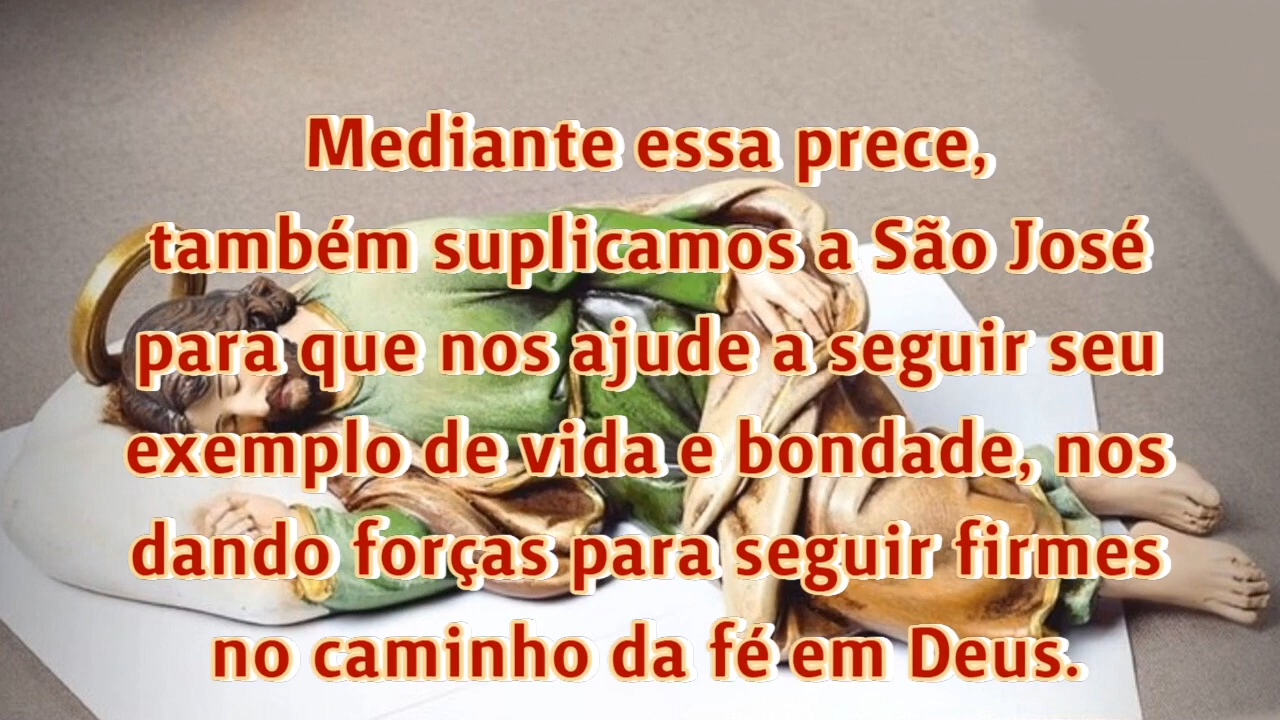 Mediante essa prece,
também suplicamos a São José
para que nos ajude a seguir seu
exemplo de vida e bondade, nos
dando forças para seguir firmes
no caminho da fé em Deus.